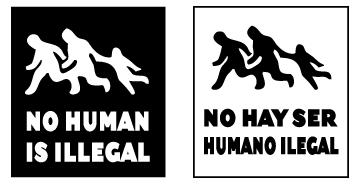 NO HUMAN
IS ILLEGAL
NO HAY SER
HUMANO ILEGAL